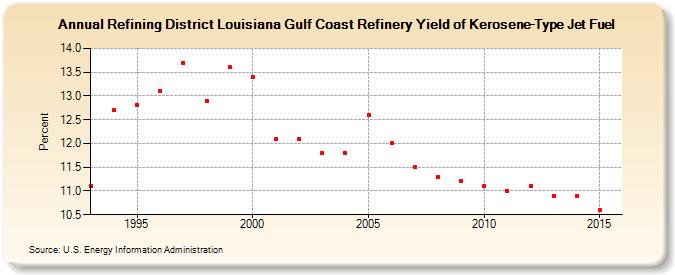 Annual Refining District Louisiana Gulf Coast Refinery Yield of Kerosene-Type Jet Fuel
Percent
14.0
13.5
13.0
12.5
12.0
11.5
11.0
10.5
1995 2000 2005 2010 2015
Source: U.S. Energy Information Administration